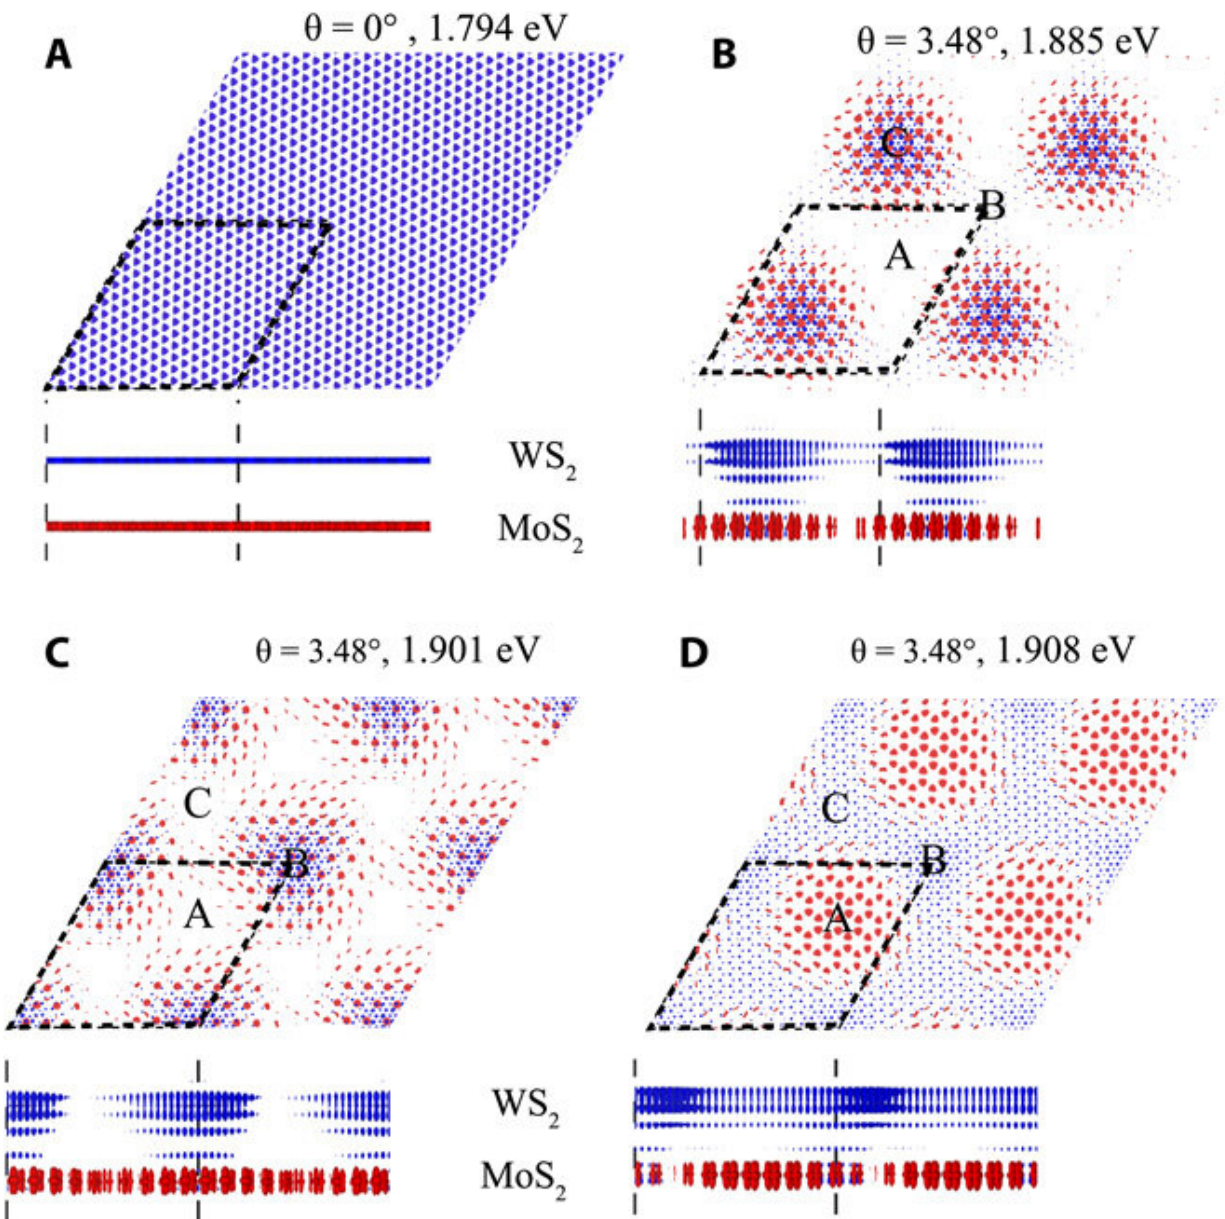 A
θ = 0° , 1.794 eV
B
θ = 3.48°, 1.885 eV
C
B
A
WS₂
MoS₂
C
θ = 3.48°, 1.901 eV
D
θ = 3.48°, 1.908 eV
C
B
A
C
B
A
WS₂
MoS₂